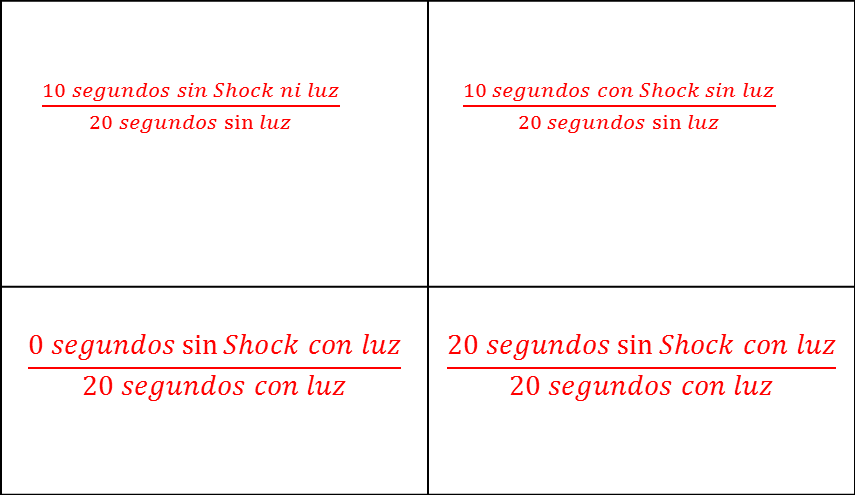 10 segundos sin Shock ni luz
20 segundos sin luz
10 segundos con Shock sin luz
20 segundos sin luz
0 segundos sin Shock con luz
20 segundos con luz
20 segundos sin Shock con luz
20 segundos con luz